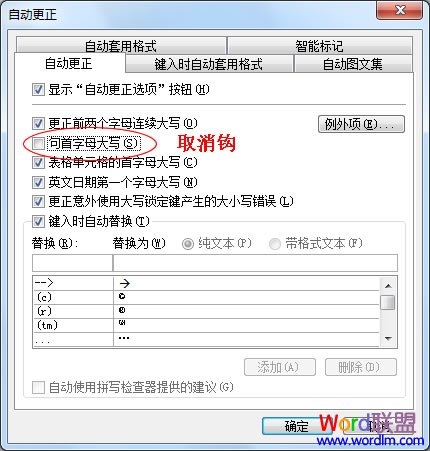 自动更正
自动套用格式 智能标记
自动更正 键入时自动套用格式 自动图文集
显示“自动更正选项”按钮(H)
更正前两个字母连续大写(O) 例外项(E)...
句首字母大写(S) 取消钩
表格单元格的首字母大写(C)
英文日期第一个字母大写(N)
更正意外使用大写锁定键产生的大小写错误(L)
键入时自动替换(T)
替换(R): 替换为(W) 纯文本(P) 带格式文本(F)
--> →
(c) ©
(r) ®
(tm) ™
... …
添加(A) 删除(D)
自动使用拼写检查器提供的建议(G)
确定 取消
Word联盟
www.wordlm.com